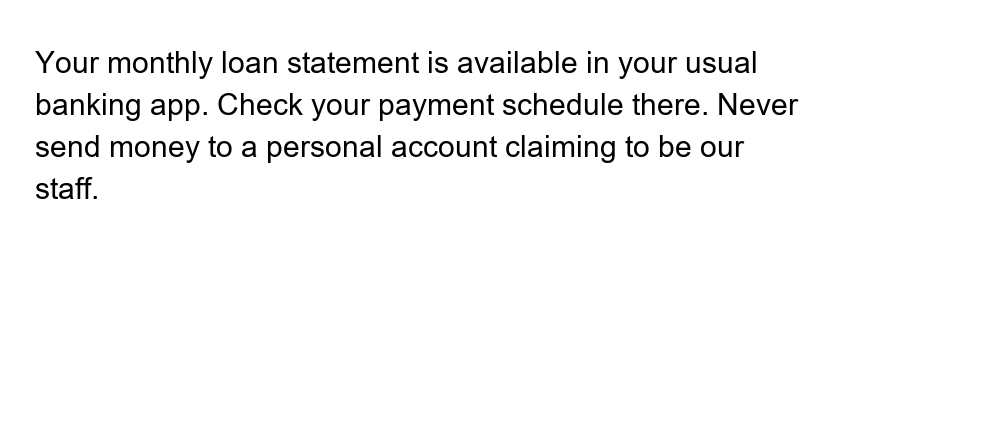 Your monthly loan statement is available in your usual
banking app. Check your payment schedule there. Never
send money to a personal account claiming to be our
staff.